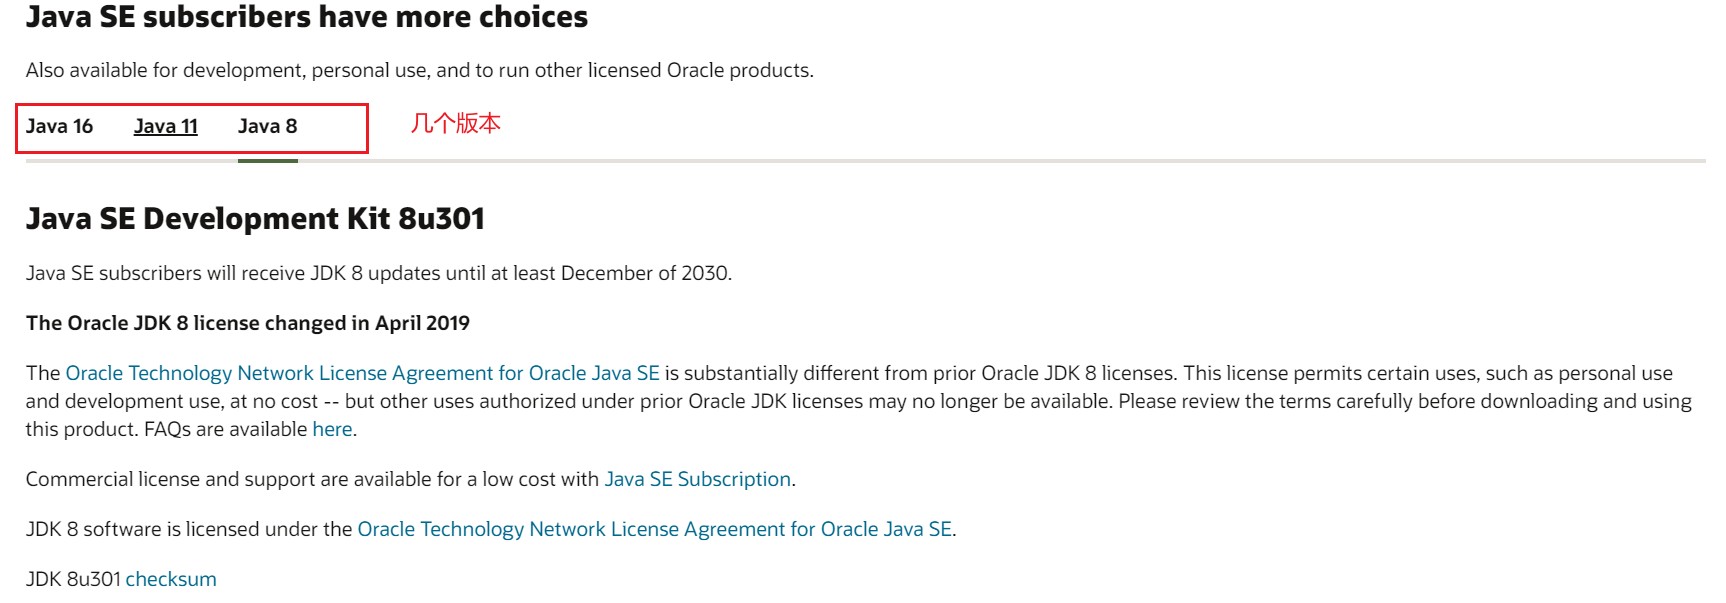 Java SE subscribers have more choices
Also available for development, personal use, and to run other licensed Oracle products.
Java 16 Java 11 Java 8 几个版本
Java SE Development Kit 8u301
Java SE subscribers will receive JDK 8 updates until at least December of 2030.
The Oracle JDK 8 license changed in April 2019
The Oracle Technology Network License Agreement for Oracle Java SE is substantially different from prior Oracle JDK 8 licenses. This license permits certain uses, such as personal use
and development use, at no cost -- but other uses authorized under prior Oracle JDK licenses may no longer be available. Please review the terms carefully before downloading and using
this product. FAQs are available here.
Commercial license and support are available for a low cost with Java SE Subscription.
JDK 8 software is licensed under the Oracle Technology Network License Agreement for Oracle Java SE.
JDK 8u301 checksum